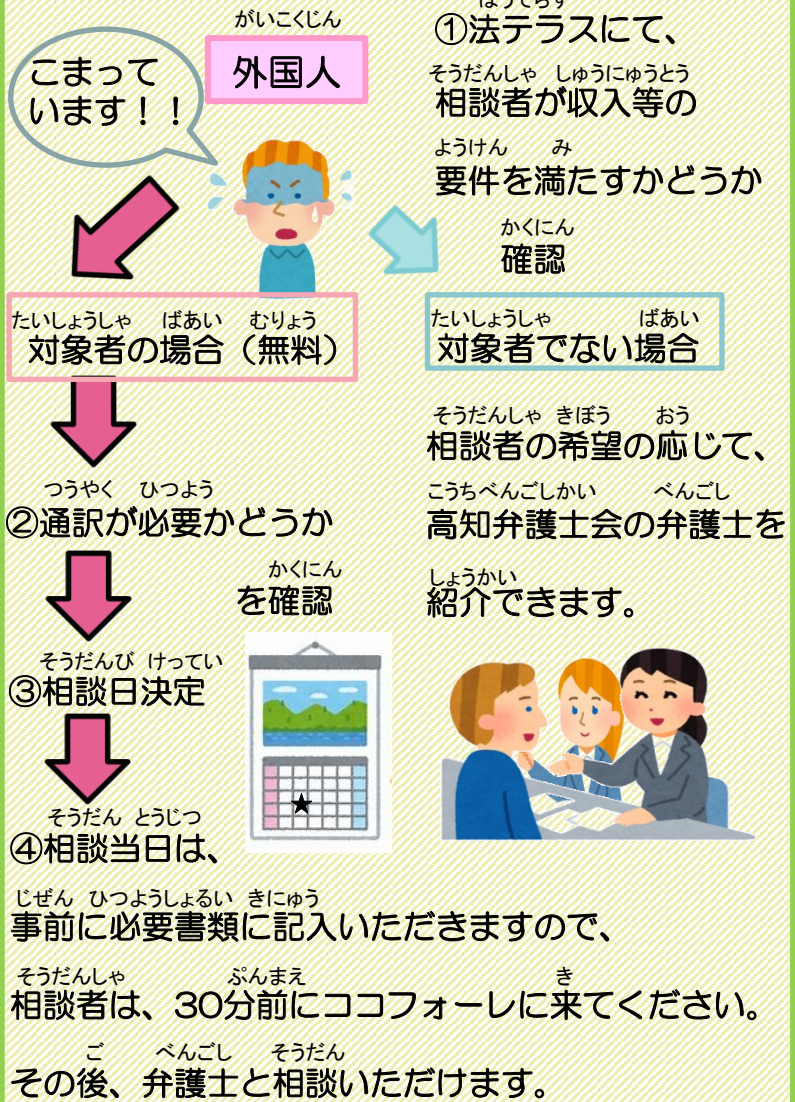 がいこくじん
外国人
こまって
います！！
①法テラスにて、
そうだんしゃ しゅうにゅうとう
相談者が収入等の
ようけん み
要件を満たすかどうか
かくにん
確認
たいしょうしゃ ばあい むりょう
対象者の場合（無料）
たいしょうしゃ ばあい
対象者でない場合
そうだんしゃ きぼう おう
相談者の希望の応じて、
こうちべんごしかい べんごし
高知弁護士会の弁護士を
しょうかい
紹介できます。
つうやく ひつよう
②通訳が必要かどうか
かくにん
を確認
そうだんび けってい
③相談日決定
そうだん とうじつ
④相談当日は、
じぜん ひつようしょるい きにゅう
事前に必要書類に記入いただきますので、
そうだんしゃ ぷんまえ き
相談者は、30分前にココフォーレに来てください。
ご べんごし そうだん
その後、弁護士と相談いただけます。